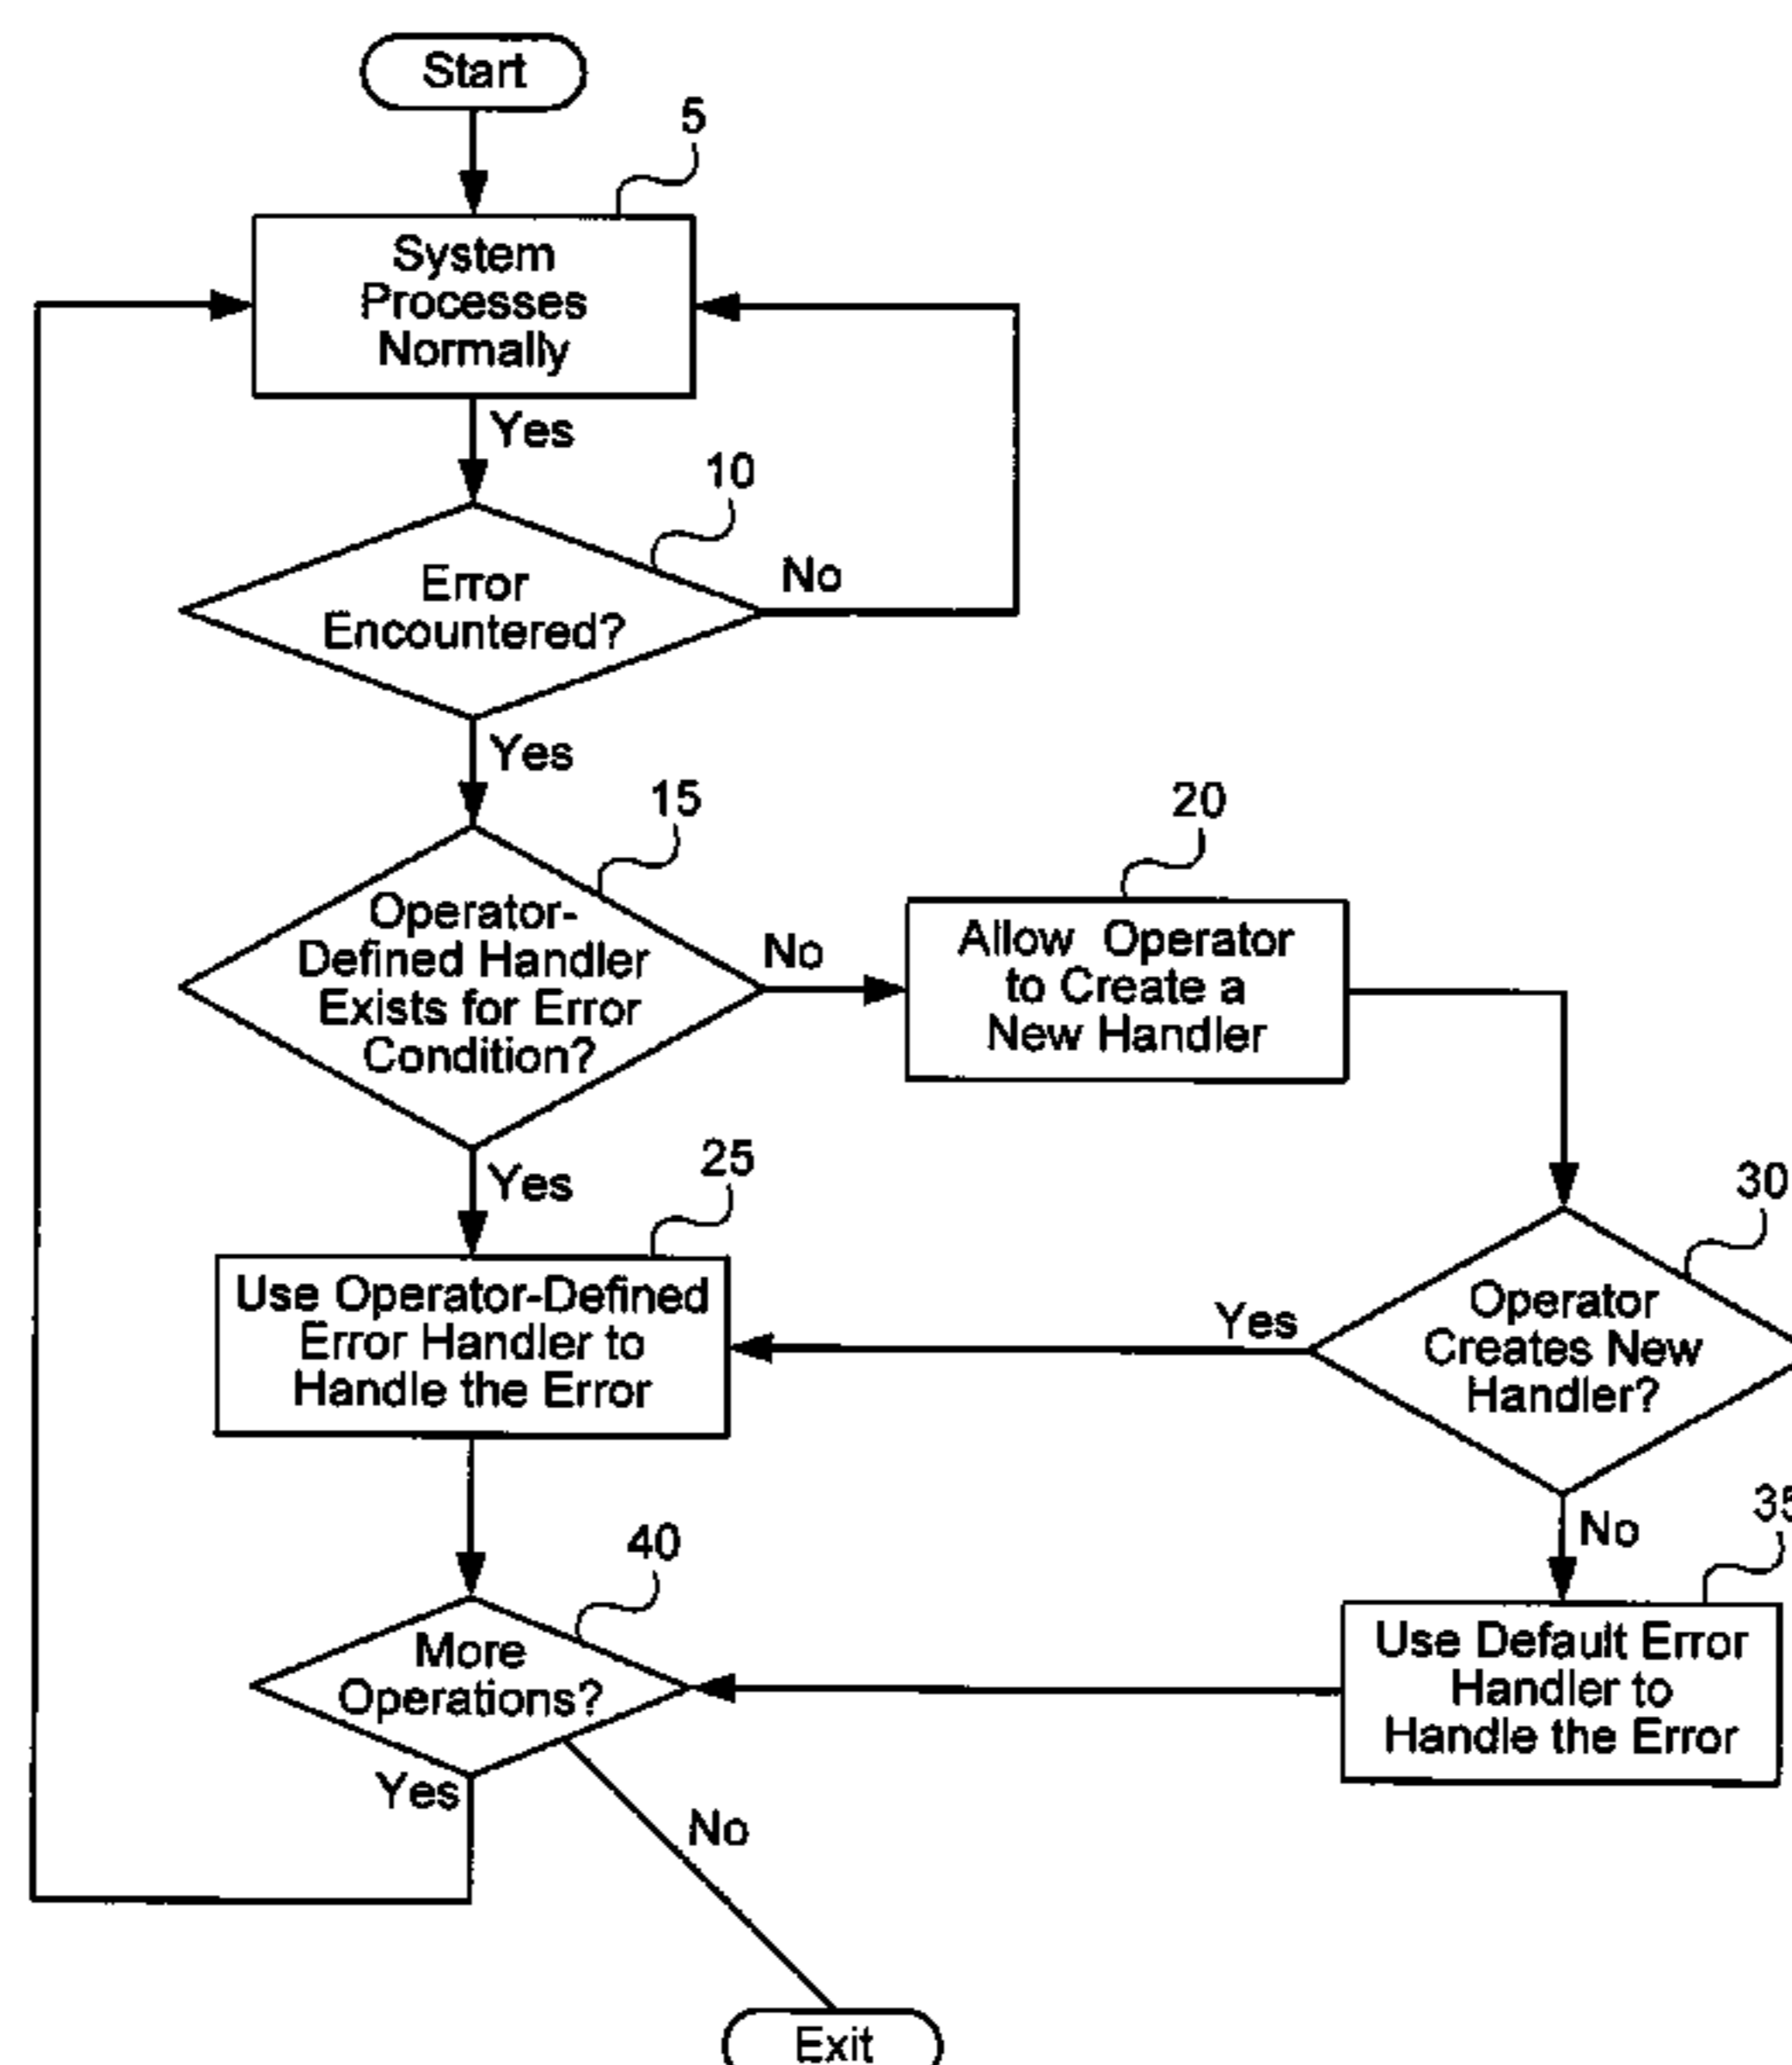 Start
5
System
Processes
Normally
Yes
10
Error
Encountered?
No
Yes
15
Operator-
Defined Handler
Exists for Error
Condition?
No
20
Allow Operator
to Create a
New Handler
Yes
25
Use Operator-Defined
Error Handler to
Handle the Error
30
Operator
Creates New
Handler?
Yes
No
35
Use Default Error
Handler to
Handle the Error
40
More
Operations?
Yes
No
Exit